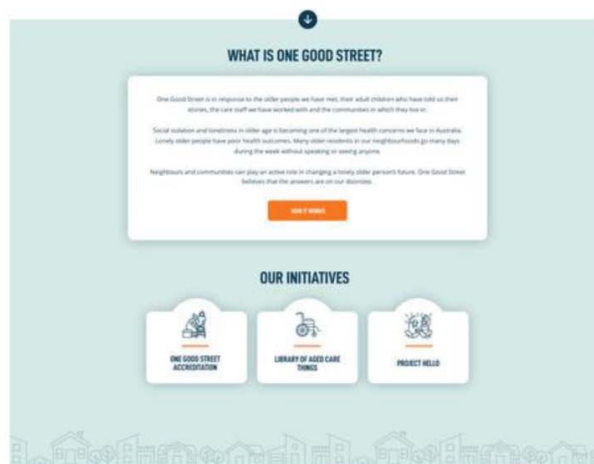 WHAT IS ONE GOOD STREET?
One Good Street is in response to the older people we have met, their adult children who have told us their
stories, the care staff we have worked with and the communities in which they live in.
Social isolation and loneliness in older age is becoming one of the largest health concerns we face in Australia.
Lonely older people have poor health outcomes. Many older residents in our neighbourhoods go many days
during the week without speaking or seeing anyone.
Neighbours and communities can play an active role in changing a lonely older person's future. One Good Street
believes that the answers are on our doorstep.
HOW IT WORKS
OUR INITIATIVES
ONE GOOD STREET
ACCREDITATION
LIBRARY OF AGED CARE
THINGS
PROJECT HELLO